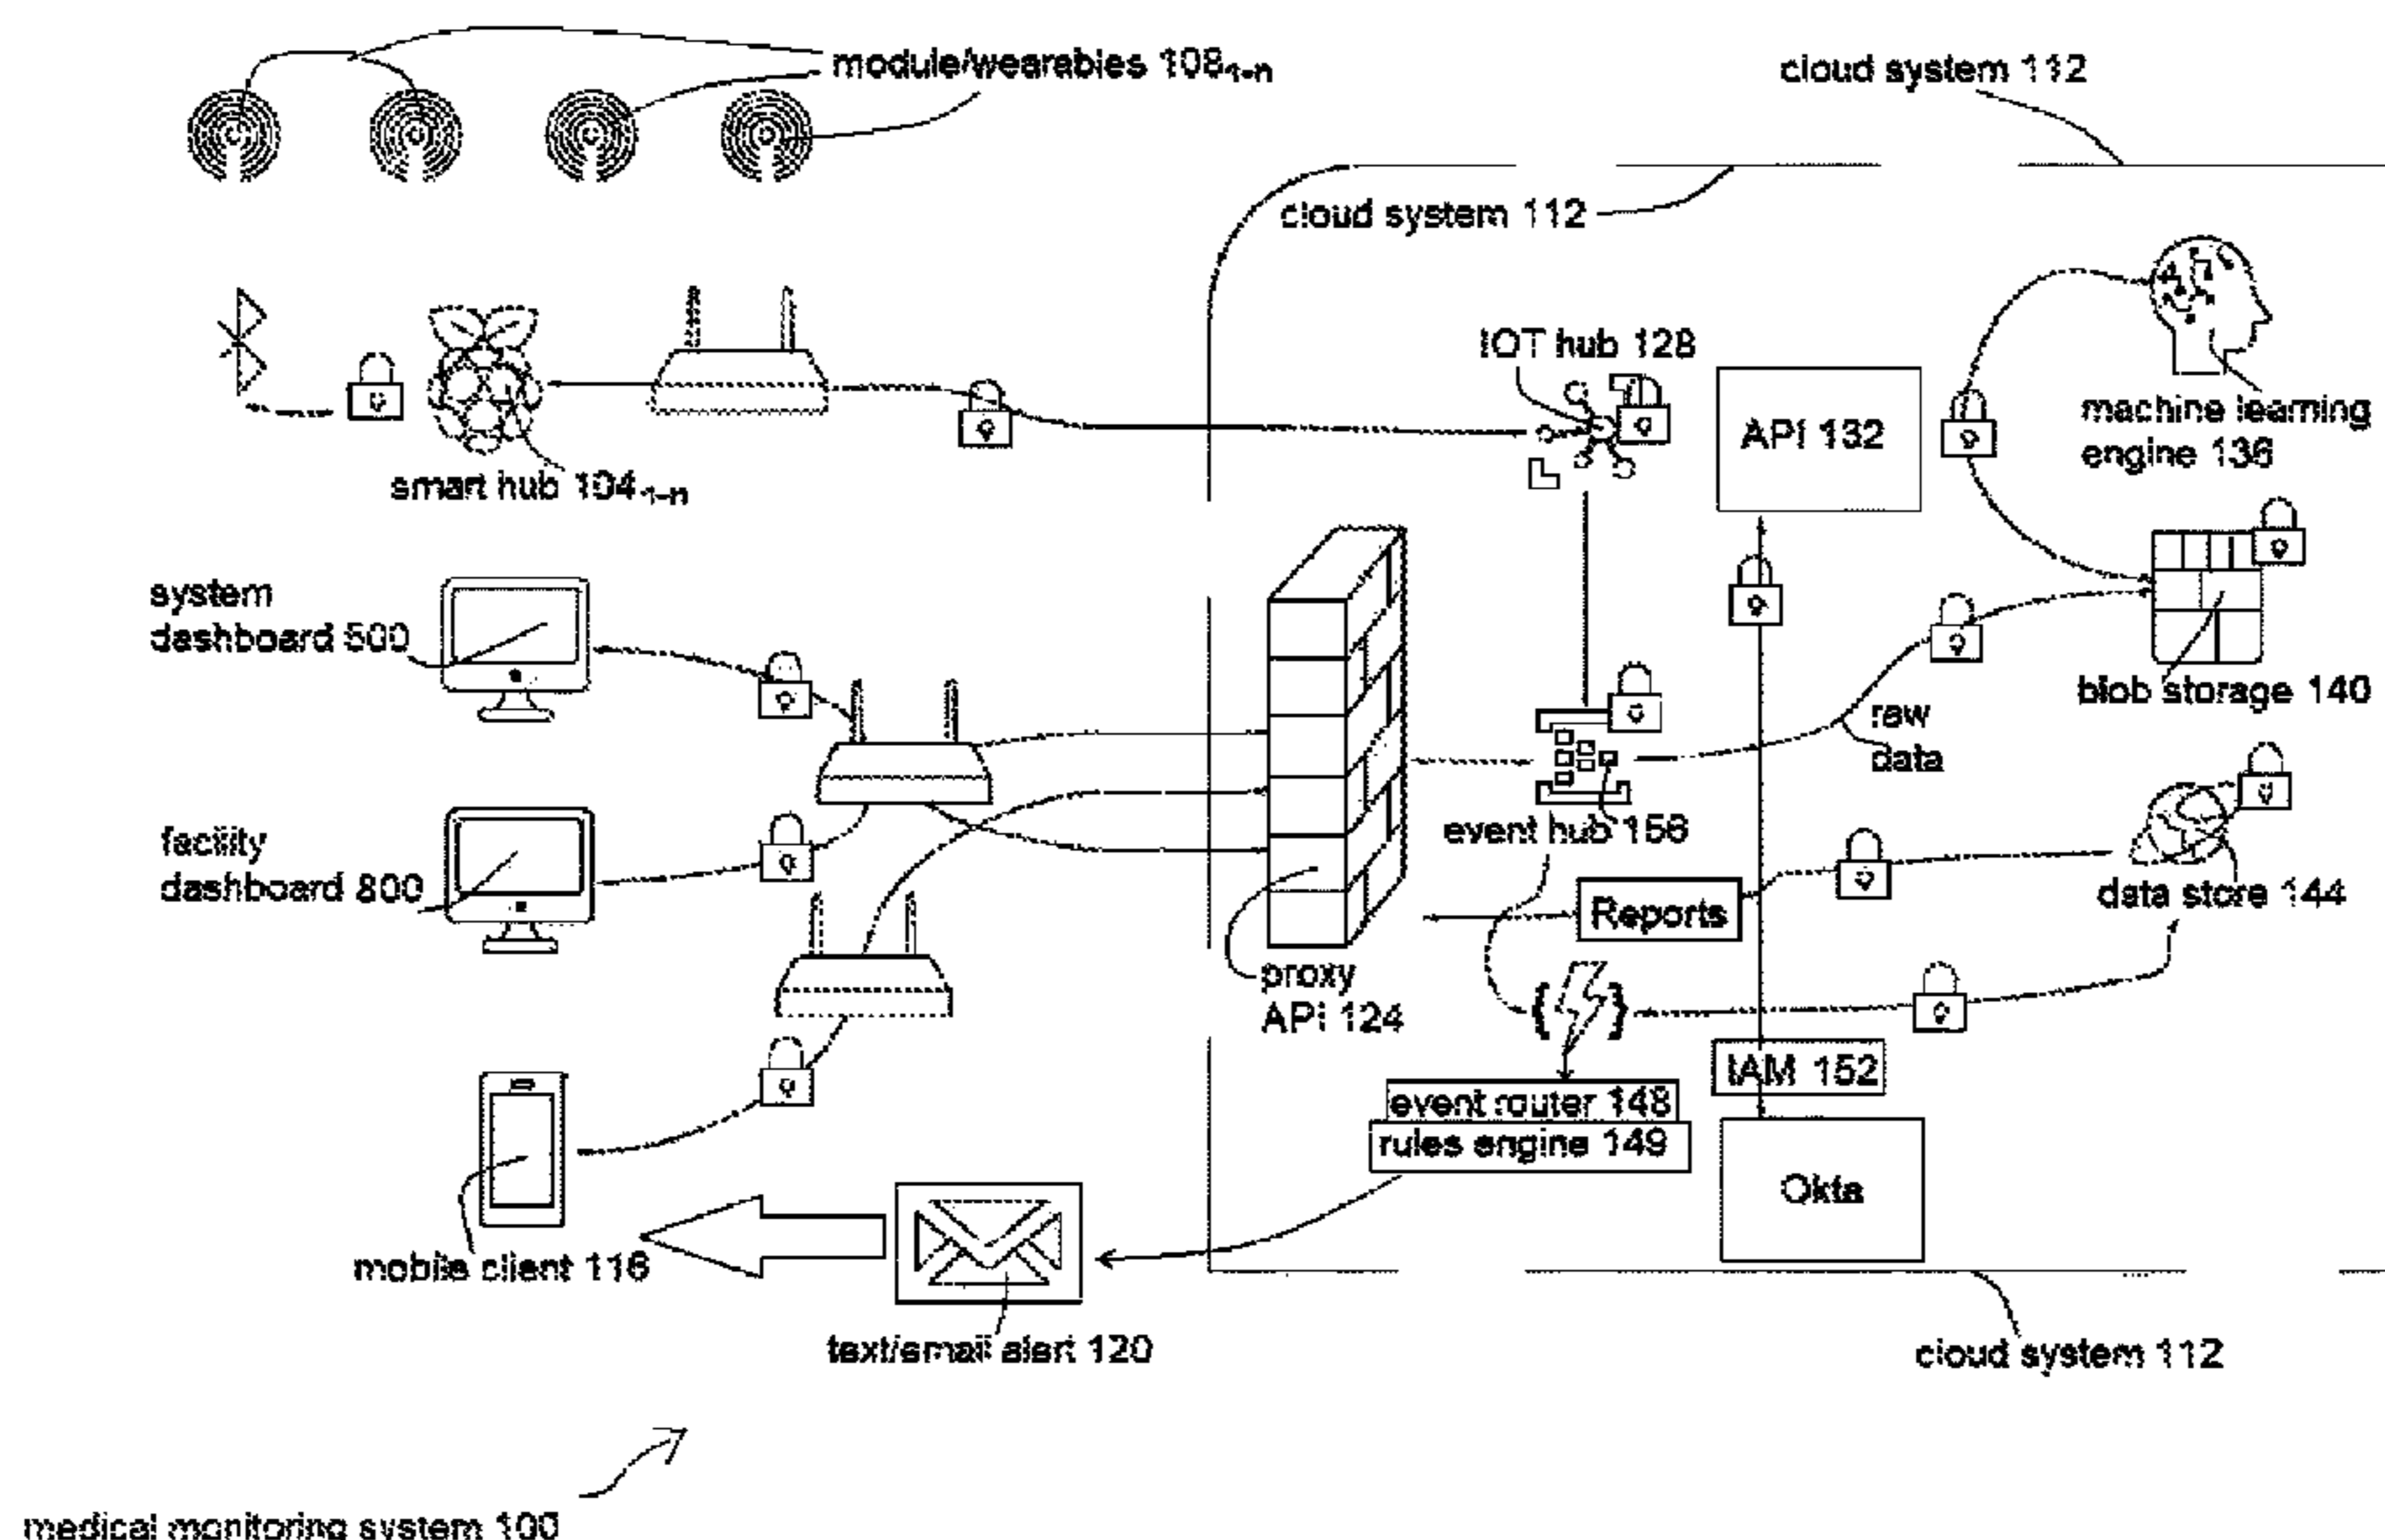 module/wearables 108₁₋ₙ
cloud system 112
cloud system 112
IOT hub 128
API 132
machine learning
engine 136
smart hub 104₁₋ₙ
system
dashboard 600
blob storage 140
raw
data
event hub 156
facility
dashboard 800
Reports
data store 144
proxy
API 124
IAM 152
event router 148
rules engine 149
Okta
mobile client 116
text/email alert 120
cloud system 112
medical monitoring system 100